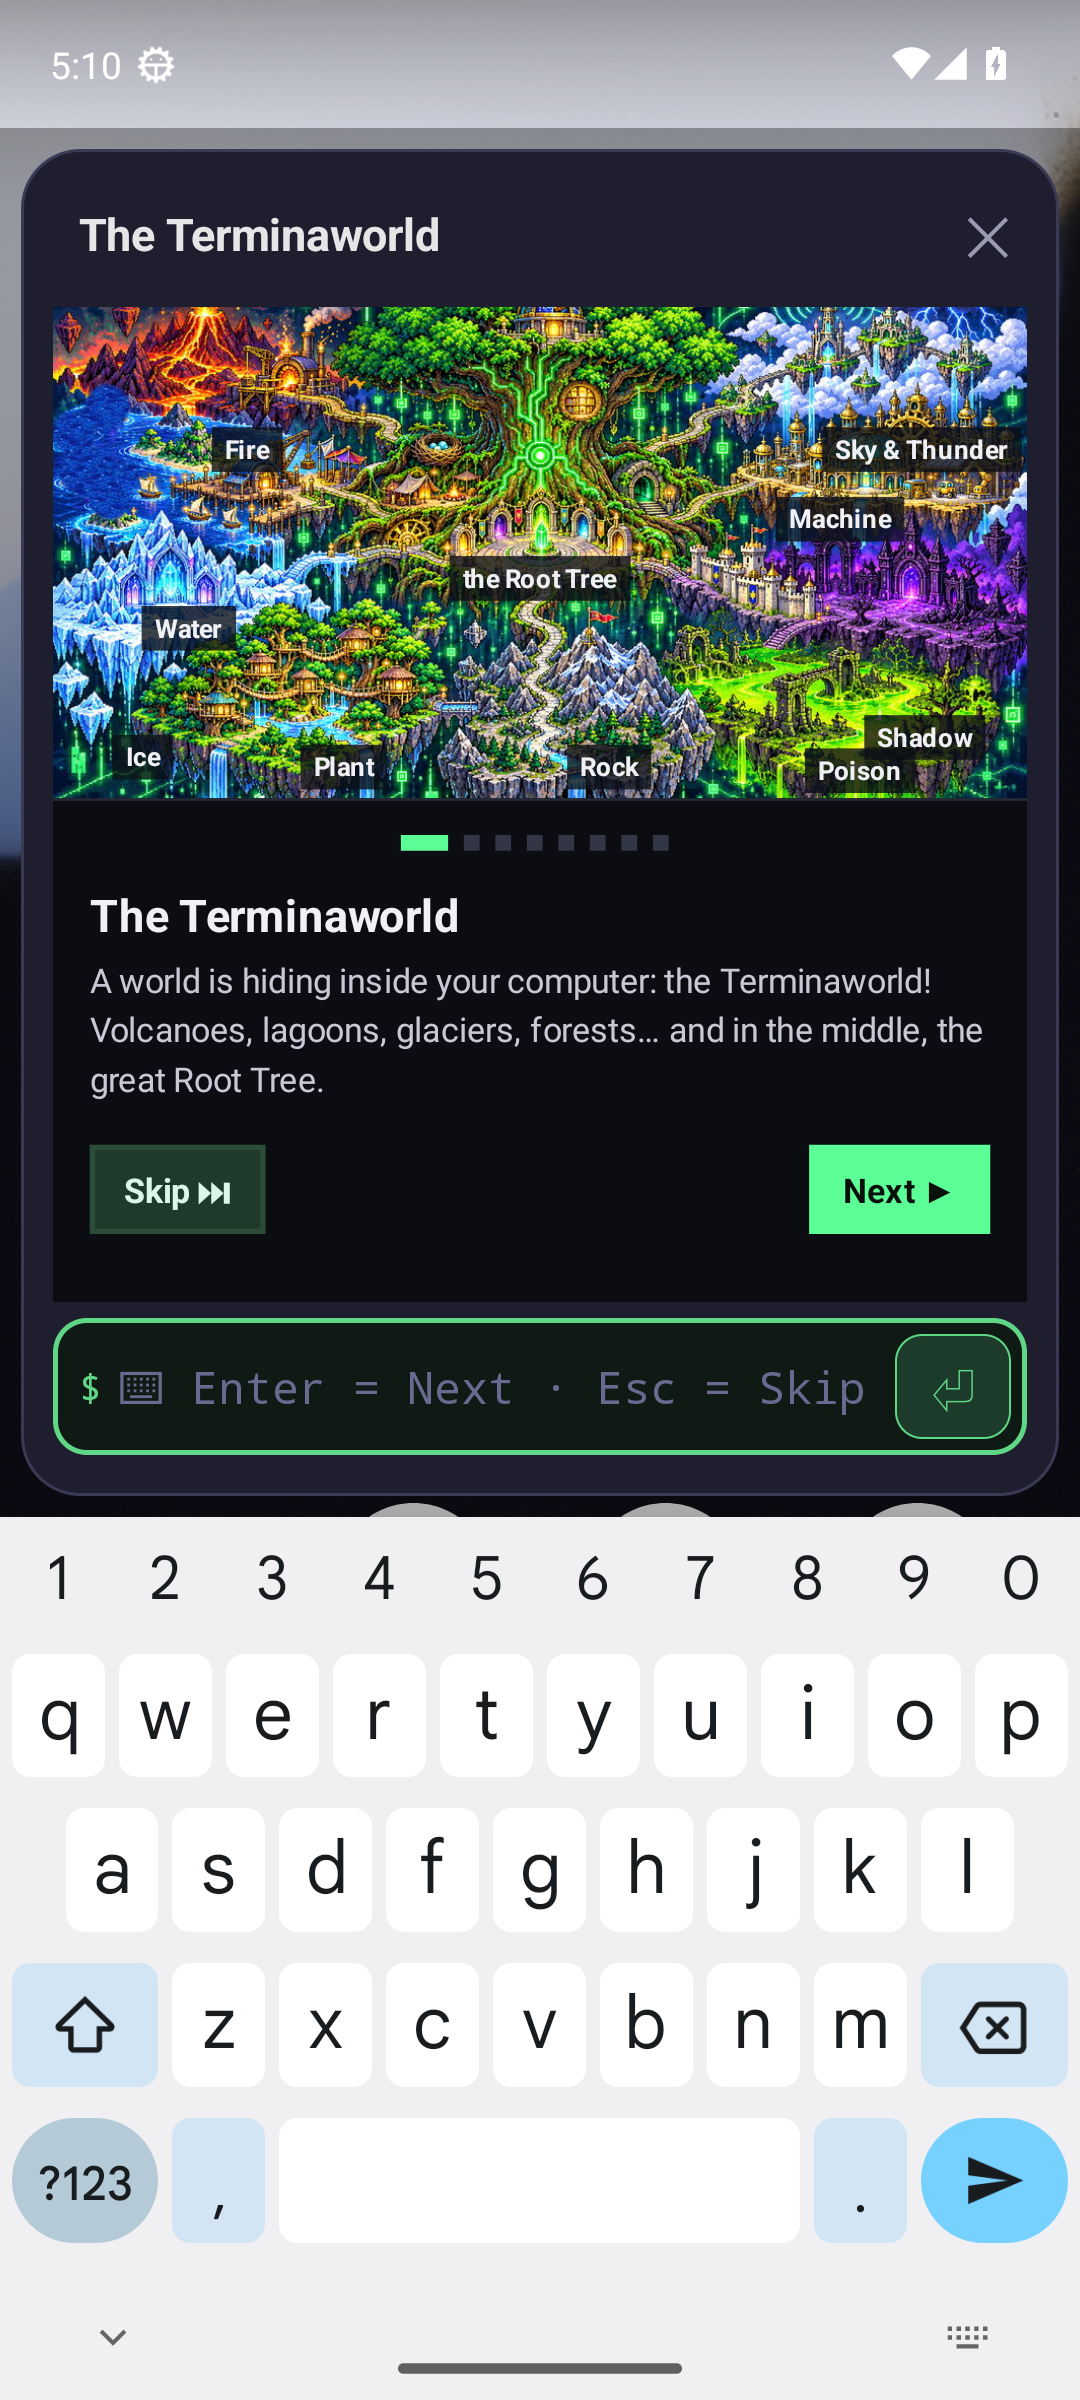 5:10
The Terminaworld
Fire
Sky & Thunder
Machine
the Root Tree
Water
Ice
Plant
Rock
Shadow
Poison
The Terminaworld
A world is hiding inside your computer: the Terminaworld!
Volcanoes, lagoons, glaciers, forests… and in the middle, the
great Root Tree.
Skip ⏭
Next ►
$ ⌨ Enter = Next · Esc = Skip
1 2 3 4 5 6 7 8 9 0
q w e r t y u i o p
a s d f g h j k l
z x c v b n m
?123 , .